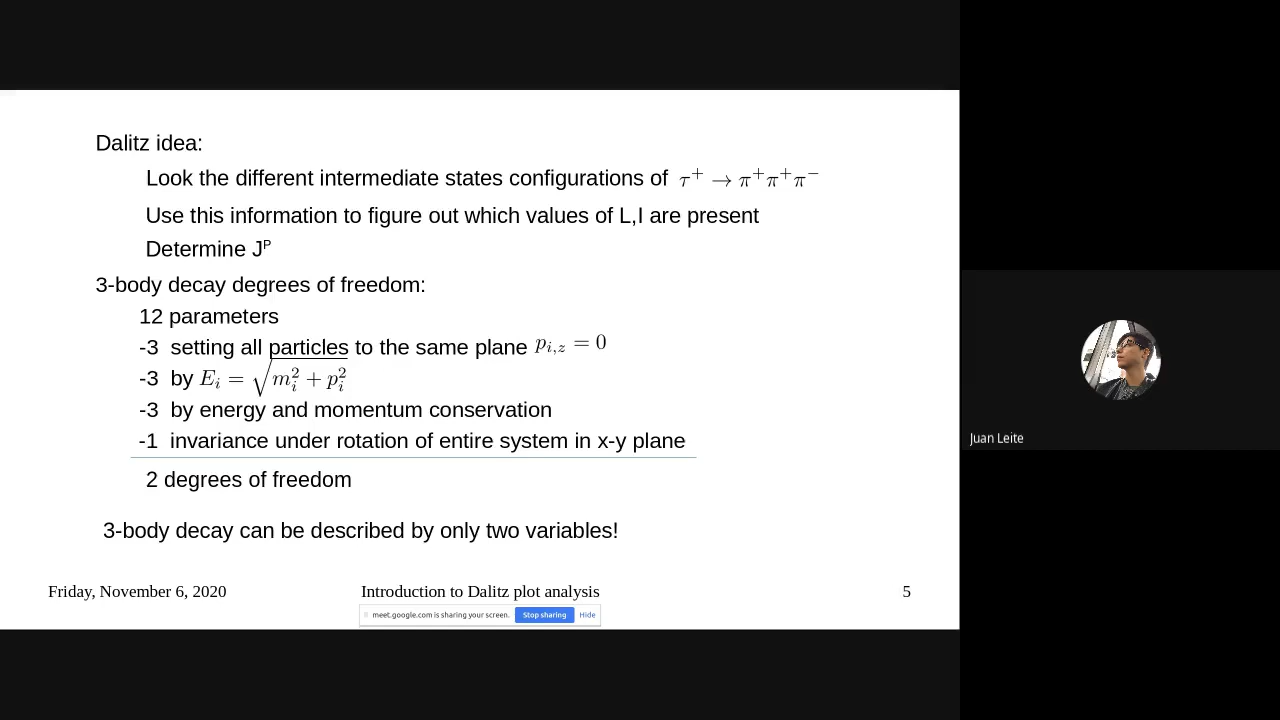 Dalitz idea:
Look the different intermediate states configurations of τ⁺ → π⁺π⁺π⁻
Use this information to figure out which values of L,I are present
Determine Jᴾ
3-body decay degrees of freedom:
12 parameters
-3 setting all particles to the same plane p_{i,z} = 0
-3 by E_i = √(m_i² + p_i²)
-3 by energy and momentum conservation
-1 invariance under rotation of entire system in x-y plane
2 degrees of freedom
3-body decay can be described by only two variables!
Friday, November 6, 2020 Introduction to Dalitz plot analysis 5
meet.google.com is sharing your screen. Stop sharing Hide
Juan Leite